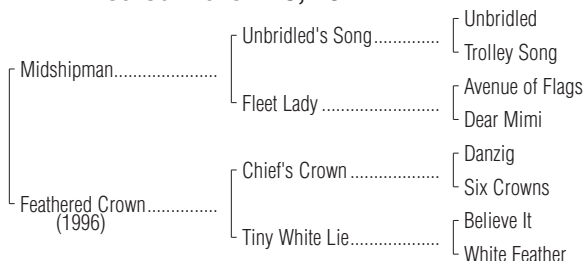 Unbridled
Unbridled's Song..............
Trolley Song
Midshipman......................
Avenue of Flags
Fleet Lady .........................
Dear Mimi
Danzig
Chief's Crown ...................
Six Crowns
Feathered Crown...............
(1996)
Believe It
Tiny White Lie...................
White Feather